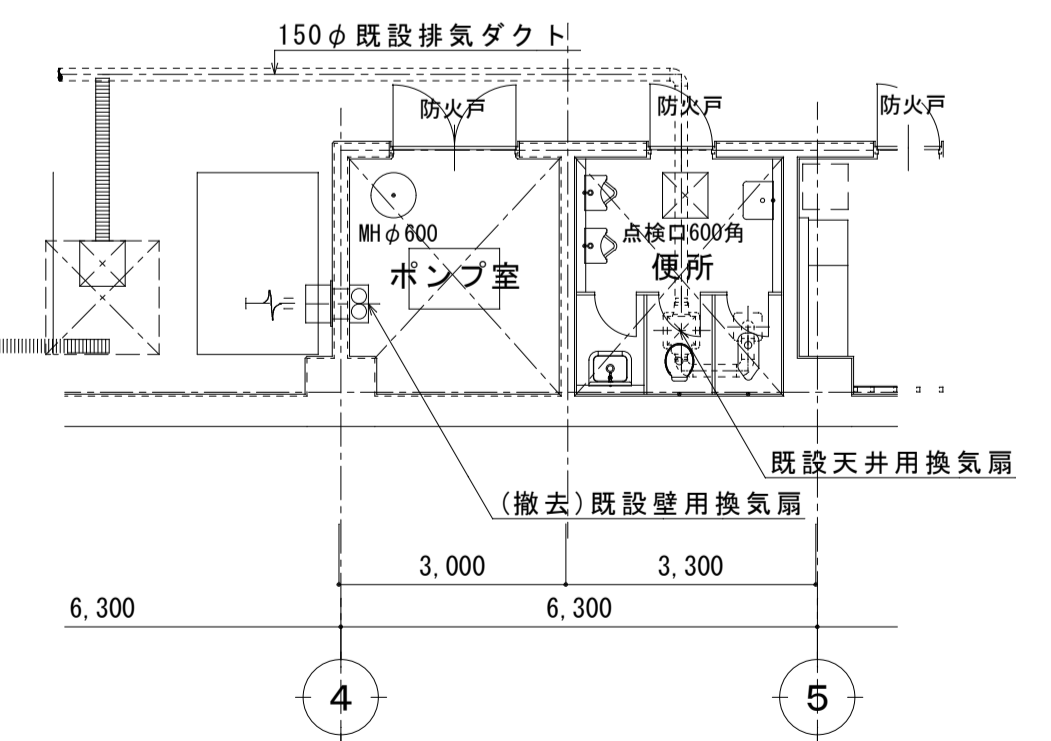 150φ既設排気ダクト
防火戸
防火戸
防火戸
MHφ600
点検口600角
ポンプ室
便所
既設天井用換気扇
(撤去)既設壁用換気扇
3,000
3,300
6,300
6,300
4
5